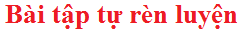 Bài tập tự rèn luyện